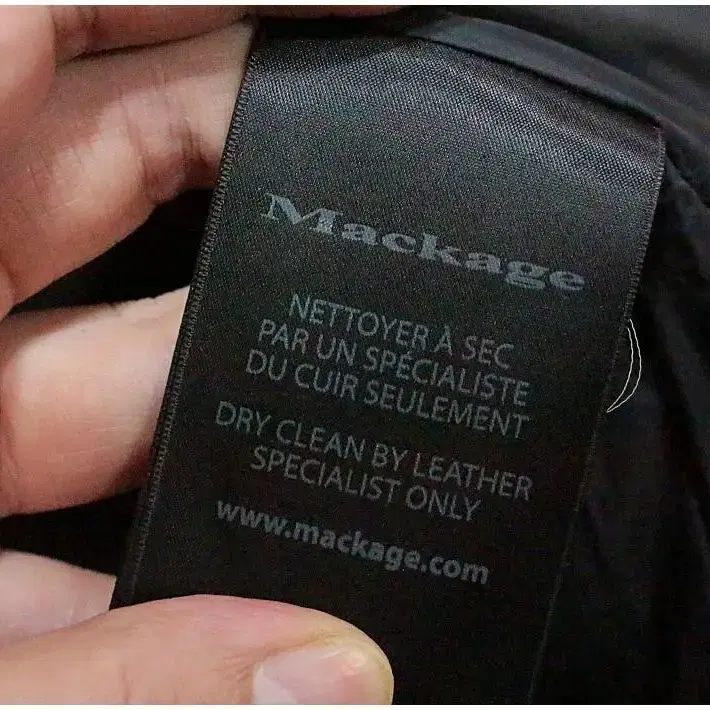 Mackage
NETTOYER À SEC
PAR UN SPÉCIALISTE
DU CUIR SEULEMENT
DRY CLEAN BY LEATHER
SPECIALIST ONLY
www.mackage.com